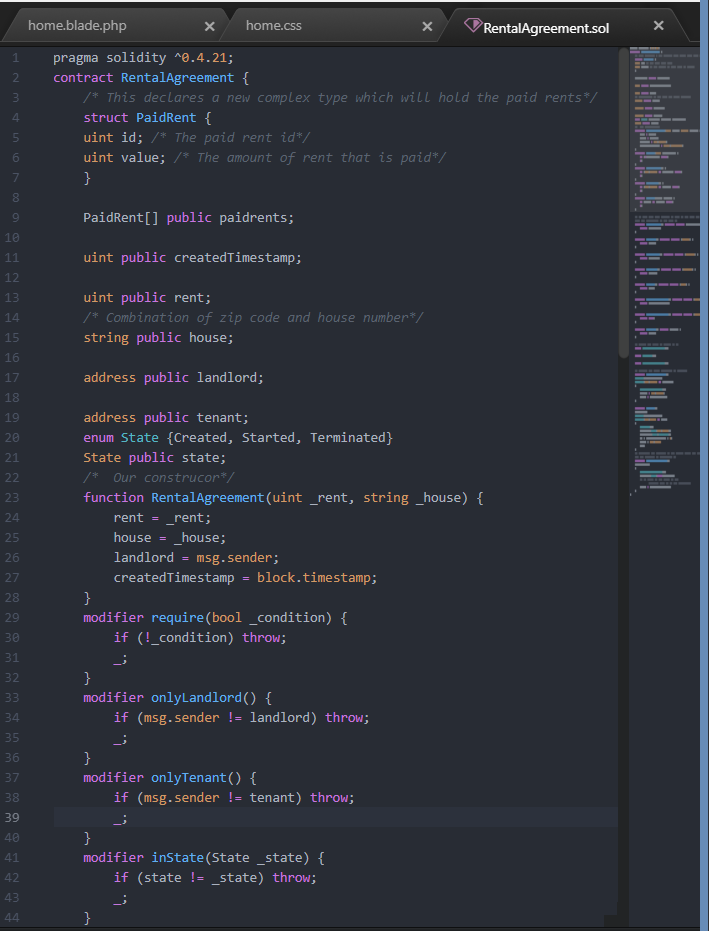 home.blade.php × home.css × RentalAgreement.sol ×
1 pragma solidity ^0.4.21;
2 contract RentalAgreement {
3 /* This declares a new complex type which will hold the paid rents*/
4 struct PaidRent {
5 uint id; /* The paid rent id*/
6 uint value; /* The amount of rent that is paid*/
7 }
8
9 PaidRent[] public paidrents;
10
11 uint public createdTimestamp;
12
13 uint public rent;
14 /* Combination of zip code and house number*/
15 string public house;
16
17 address public landlord;
18
19 address public tenant;
20 enum State {Created, Started, Terminated}
21 State public state;
22 /*  Our construcor*/
23 function RentalAgreement(uint _rent, string _house) {
24 rent = _rent;
25 house = _house;
26 landlord = msg.sender;
27 createdTimestamp = block.timestamp;
28 }
29 modifier require(bool _condition) {
30 if (!_condition) throw;
31 _;
32 }
33 modifier onlyLandlord() {
34 if (msg.sender != landlord) throw;
35 _;
36 }
37 modifier onlyTenant() {
38 if (msg.sender != tenant) throw;
39 _;
40 }
41 modifier inState(State _state) {
42 if (state != _state) throw;
43 _;
44 }